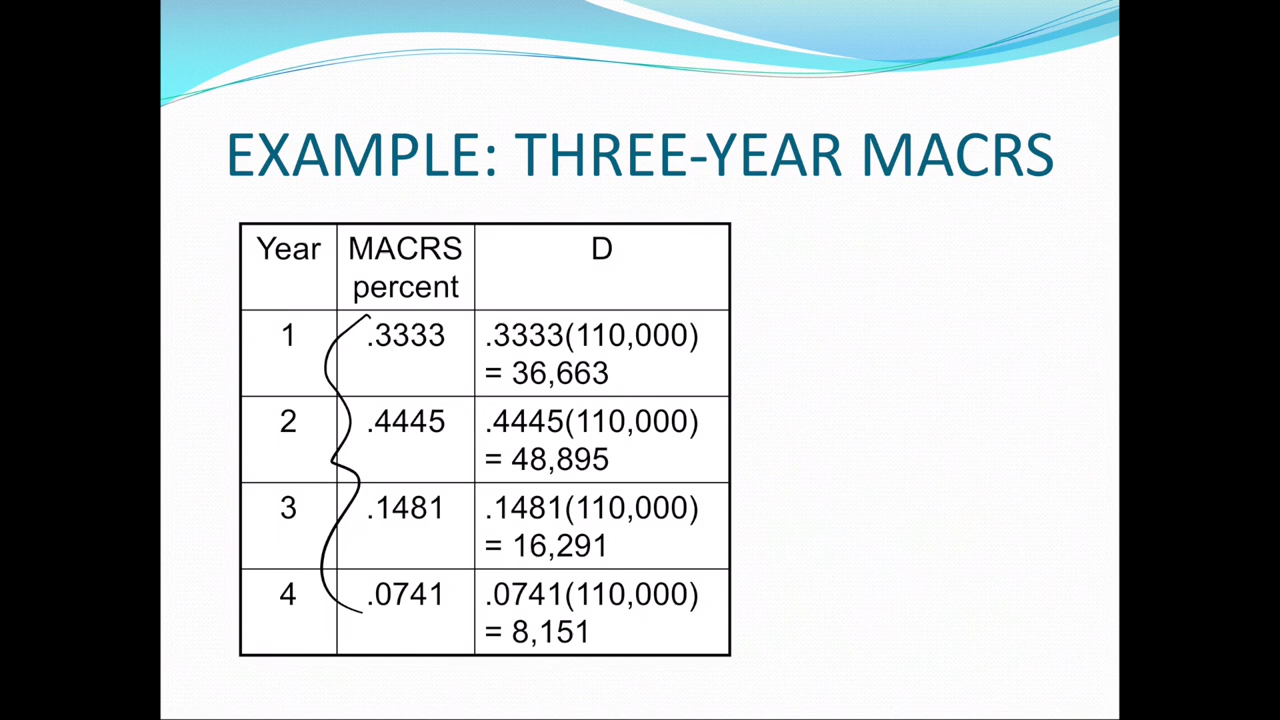 EXAMPLE: THREE-YEAR MACRS
Year MACRS percent D
1 .3333 .3333(110,000)
= 36,663
2 .4445 .4445(110,000)
= 48,895
3 .1481 .1481(110,000)
= 16,291
4 .0741 .0741(110,000)
= 8,151